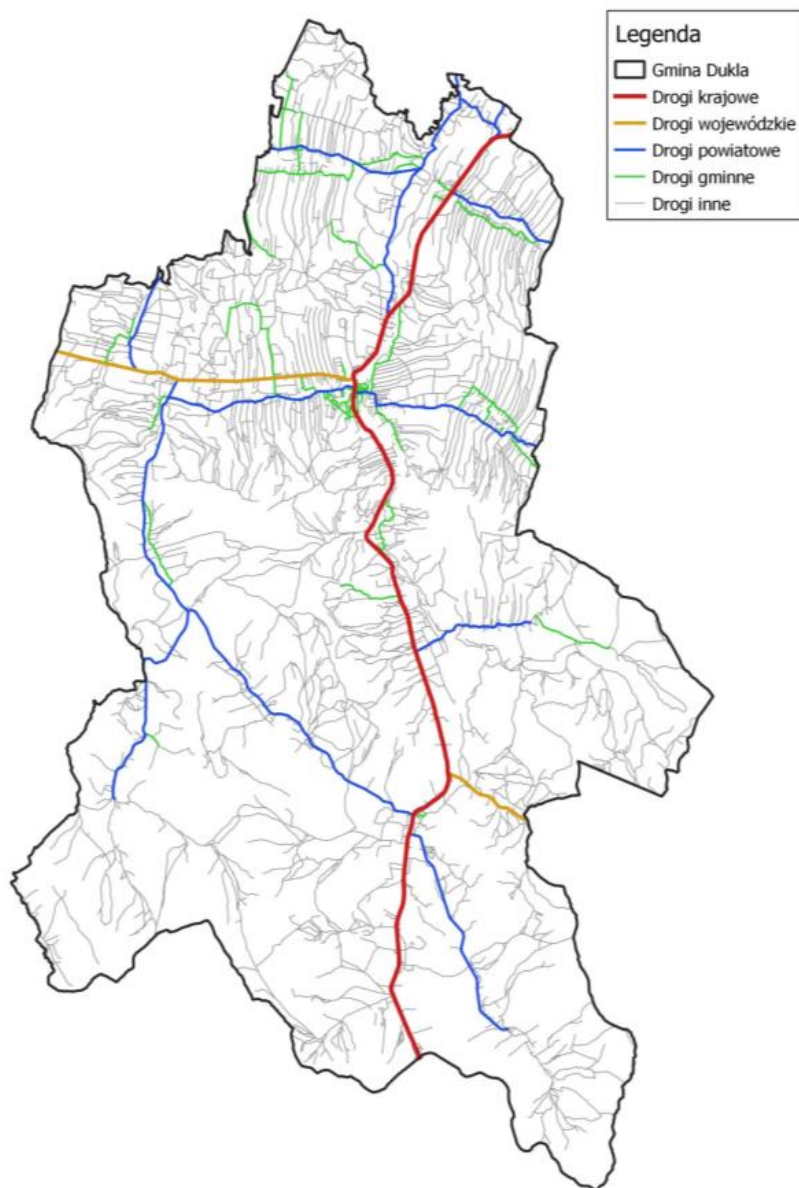 Legenda
Gmina Dukla
Drogi krajowe
Drogi wojewódzkie
Drogi powiatowe
Drogi gminne
Drogi inne